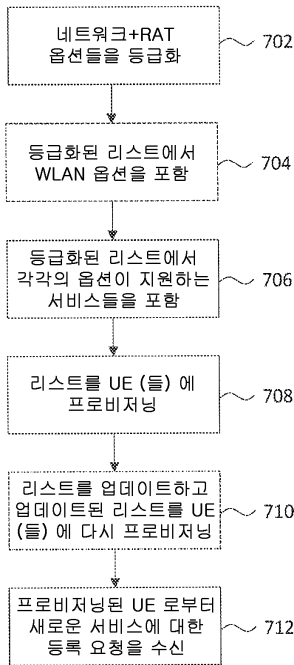 네트워크+RAT
옵션들을 등급화
702
등급화된 리스트에서
WLAN 옵션을 포함
704
등급화된 리스트에서
각각의 옵션이 지원하는
서비스들을 포함
706
리스트를 UE (들) 에
프로비저닝
708
리스트를 업데이트하고
업데이트된 리스트를 UE
(들) 에 다시 프로비저닝
710
프로비저닝된 UE 로부터
새로운 서비스에 대한
등록 요청을 수신
712